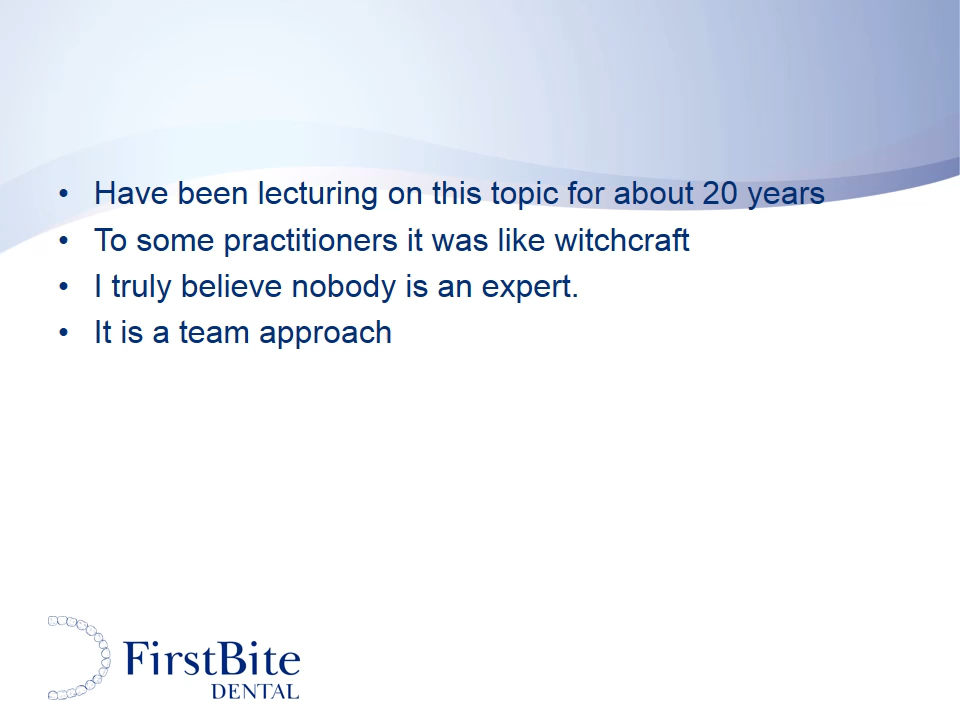 • Have been lecturing on this topic for about 20 years
• To some practitioners it was like witchcraft
• I truly believe nobody is an expert.
• It is a team approach
FirstBite
DENTAL